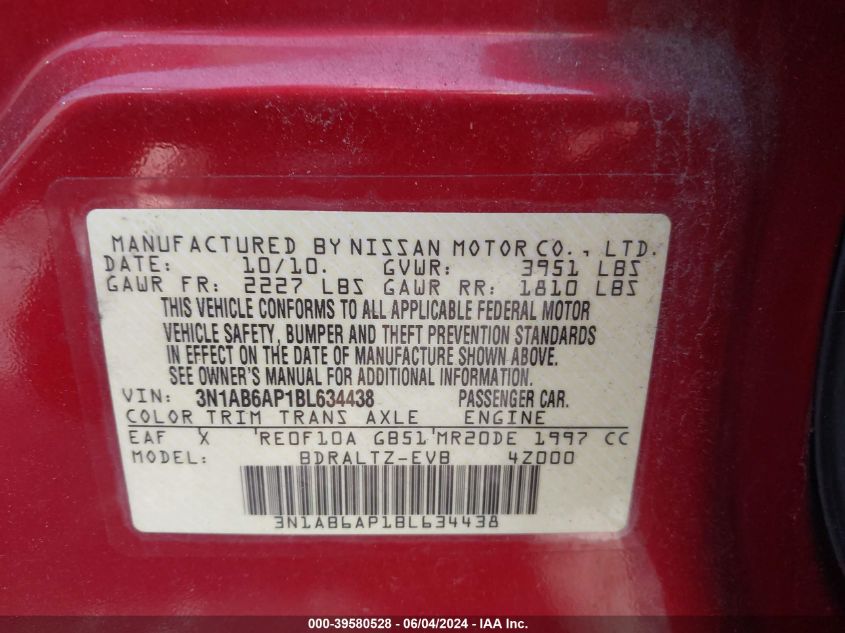 MANUFACTURED BY NISSAN MOTOR CO., LTD.
DATE: 10/10. GVWR: 3951 LBS
GAWR FR: 2227 LBS GAWR RR: 1810 LBS
THIS VEHICLE CONFORMS TO ALL APPLICABLE FEDERAL MOTOR
VEHICLE SAFETY, BUMPER AND THEFT PREVENTION STANDARDS
IN EFFECT ON THE DATE OF MANUFACTURE SHOWN ABOVE.
SEE OWNER'S MANUAL FOR ADDITIONAL INFORMATION.
VIN: 3N1AB6AP1BL634438 PASSENGER CAR.
COLOR TRIM TRANS AXLE ENGINE
EAF X RE0F10A GB51 MR20DE 1997 CC
MODEL: BDRALTZ-EVB 4Z000
3N1AB6AP1BL634438
000-39580528 - 06/04/2024 - IAA Inc.